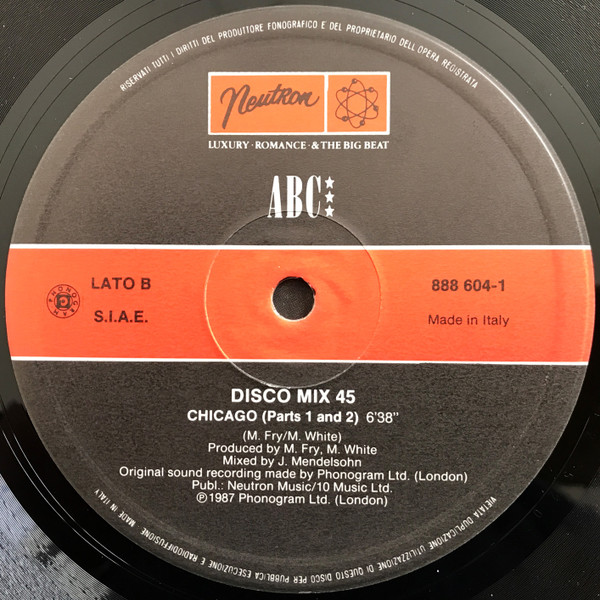 RISERVATI TUTTI I DIRITTI DEL PRODUTTORE FONOGRAFICO E DEL PROPRIETARIO DELL'OPERA REGISTRATA
Neutron
LUXURY · ROMANCE · & THE BIG BEAT
ABC
PHONOGRAM
LATO B
888 604-1
S.I.A.E.
Made in Italy
DISCO MIX 45
CHICAGO (Parts 1 and 2) 6'38"
(M. Fry/M. White)
Produced by M. Fry, M. White
Mixed by J. Mendelsohn
Original sound recording made by Phonogram Ltd. (London)
Publ.: Neutron Music/10 Music Ltd.
℗1987 Phonogram Ltd. (London)
VIETATA DUPLICAZIONE UTILIZZAZIONE DI QUESTO DISCO PER PUBBLICA ESECUZIONE E RADIODIFFUSIONE. MADE IN ITALY